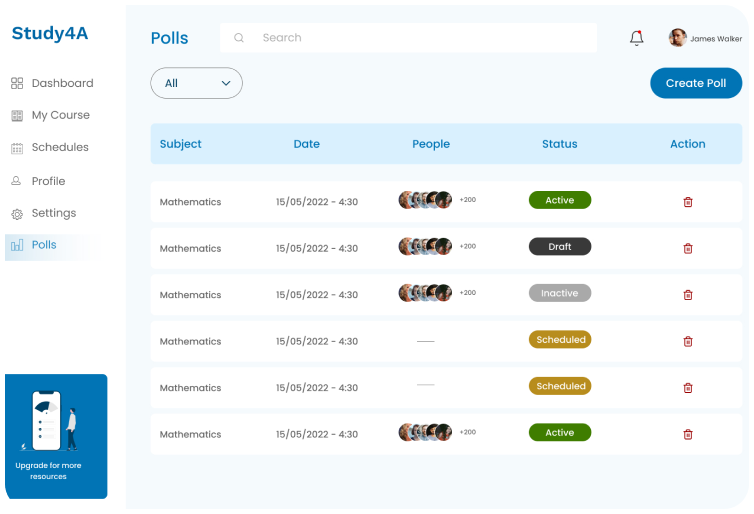 Study4A
Polls
Search
James Walker
Dashboard
My Course
Schedules
Profile
Settings
Polls
All
Create Poll
Subject Date People Status Action
Mathematics 15/05/2022 - 4:30 +200 Active
Mathematics 15/05/2022 - 4:30 +200 Draft
Mathematics 15/05/2022 - 4:30 +200 Inactive
Mathematics 15/05/2022 - 4:30 Scheduled
Mathematics 15/05/2022 - 4:30 Scheduled
Mathematics 15/05/2022 - 4:30 +200 Active
Upgrade for more
resources